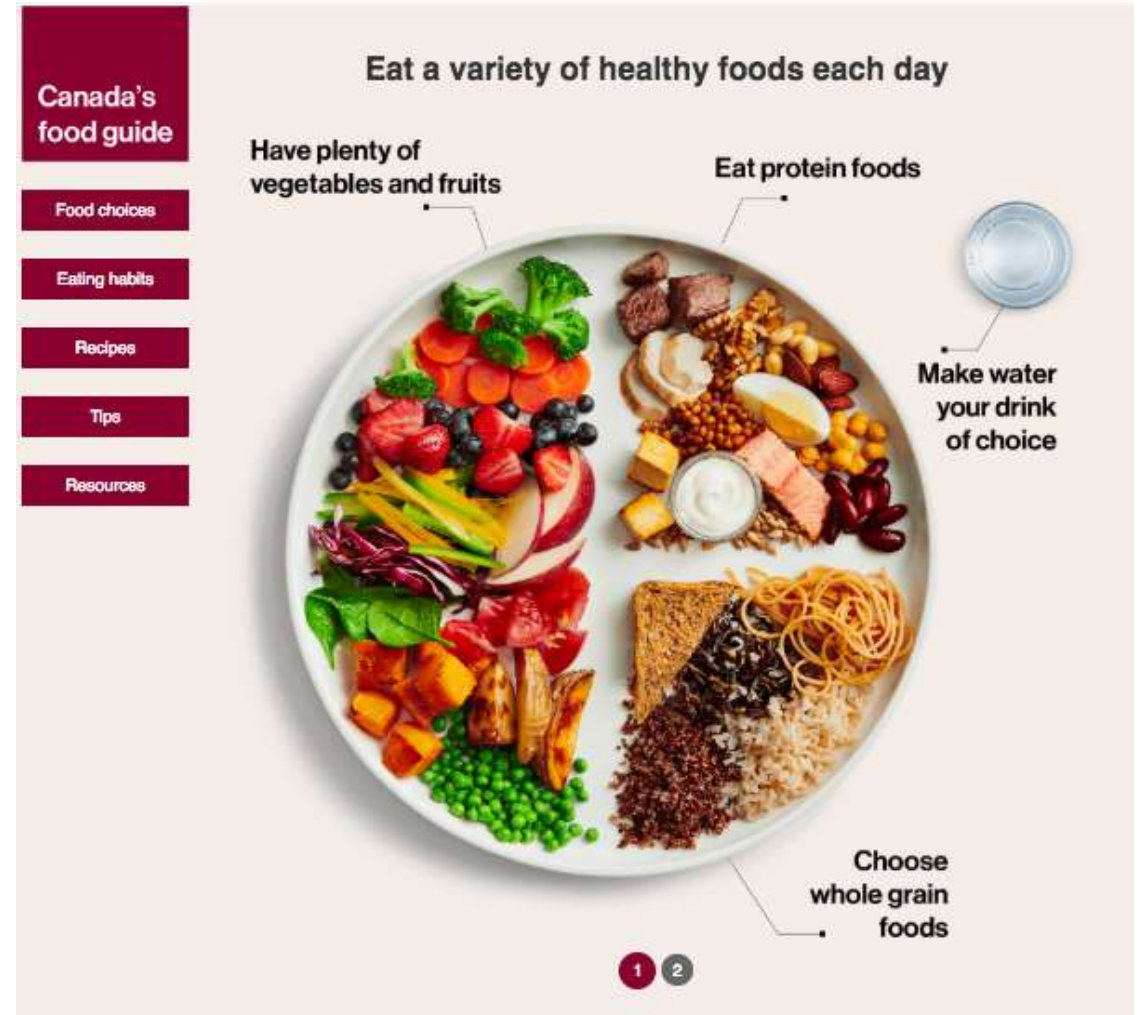 Canada's
food guide
Food choices
Eating habits
Recipes
Tips
Resources
Eat a variety of healthy foods each day
Have plenty of
vegetables and fruits
Eat protein foods
Make water
your drink
of choice
Choose
whole grain
foods
1
2